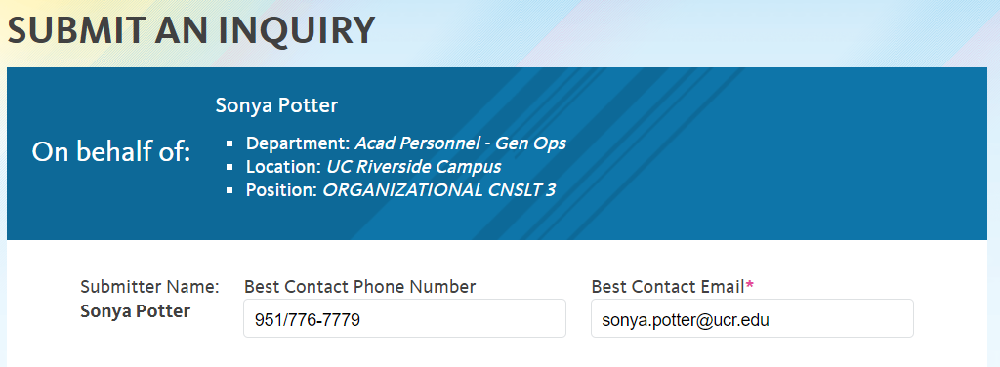 SUBMIT AN INQUIRY
Sonya Potter
On behalf of:
Department: Acad Personnel - Gen Ops
Location: UC Riverside Campus
Position: ORGANIZATIONAL CNSLT 3
Submitter Name:
Sonya Potter
Best Contact Phone Number
951/776-7779
Best Contact Email*
sonya.potter@ucr.edu